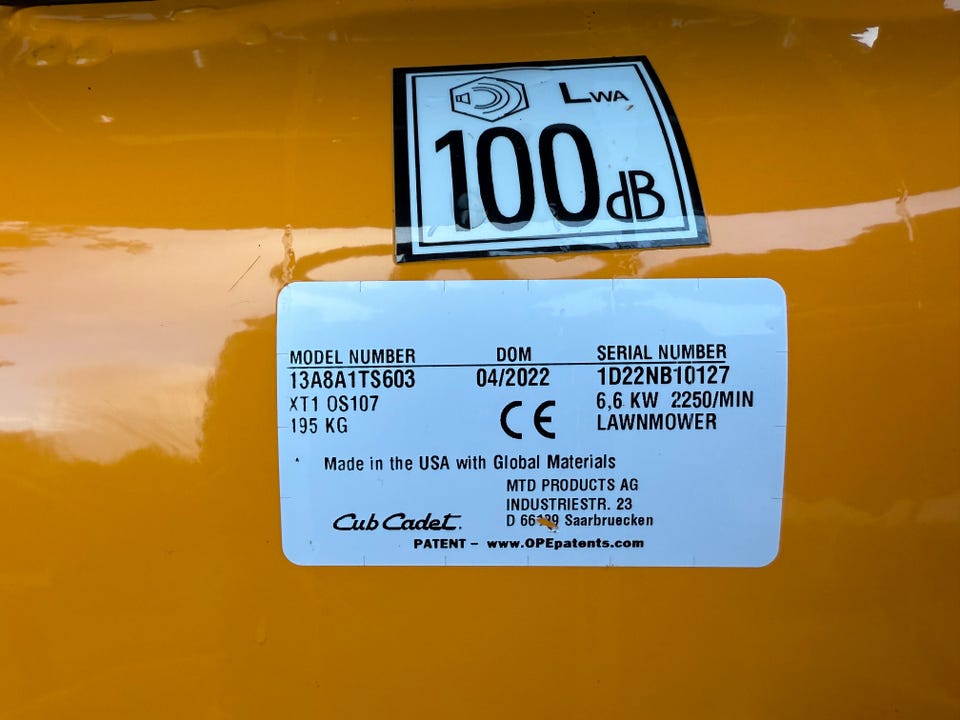 LWA
100 dB
MODEL NUMBER DOM SERIAL NUMBER
13A8A1TS603 04/2022 1D22NB10127
XT1 OS107 6,6 KW 2250/MIN
195 KG CE LAWNMOWER
Made in the USA with Global Materials
MTD PRODUCTS AG
INDUSTRIESTR. 23
Cub Cadet. D Saarbruecken
PATENT – www.OPEpatents.com